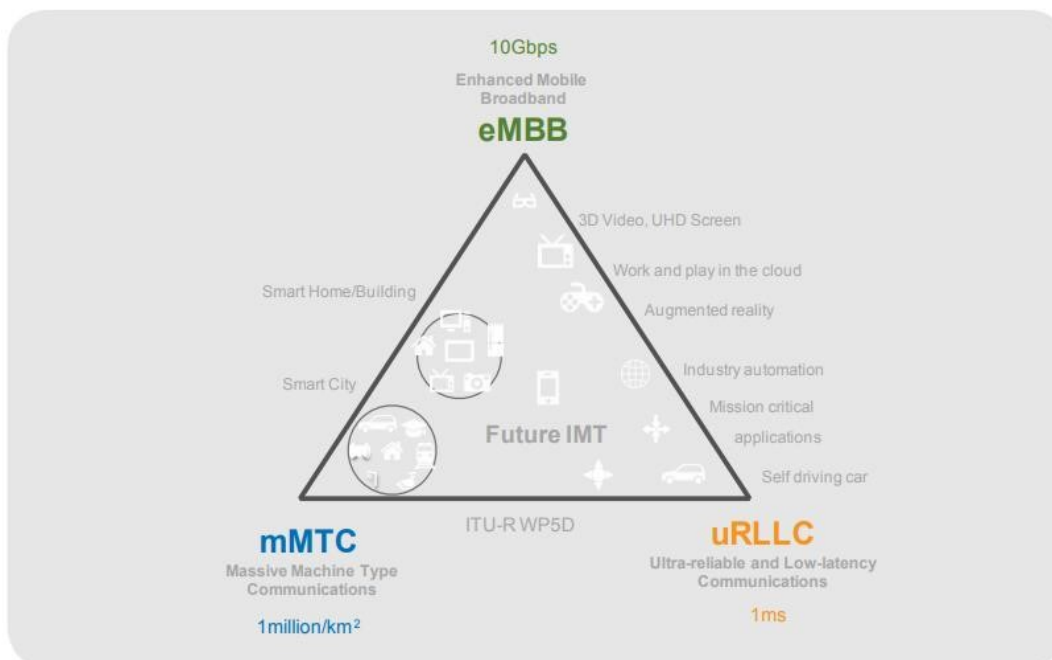 10Gbps
Enhanced Mobile
Broadband
eMBB
3D Video, UHD Screen
Work and play in the cloud
Smart Home/Building
Augmented reality
Industry automation
Smart City
Mission critical
applications
Future IMT
Self driving car
ITU-R WP5D
mMTC
Massive Machine Type
Communications
1million/km²
uRLLC
Ultra-reliable and Low-latency
Communications
1ms